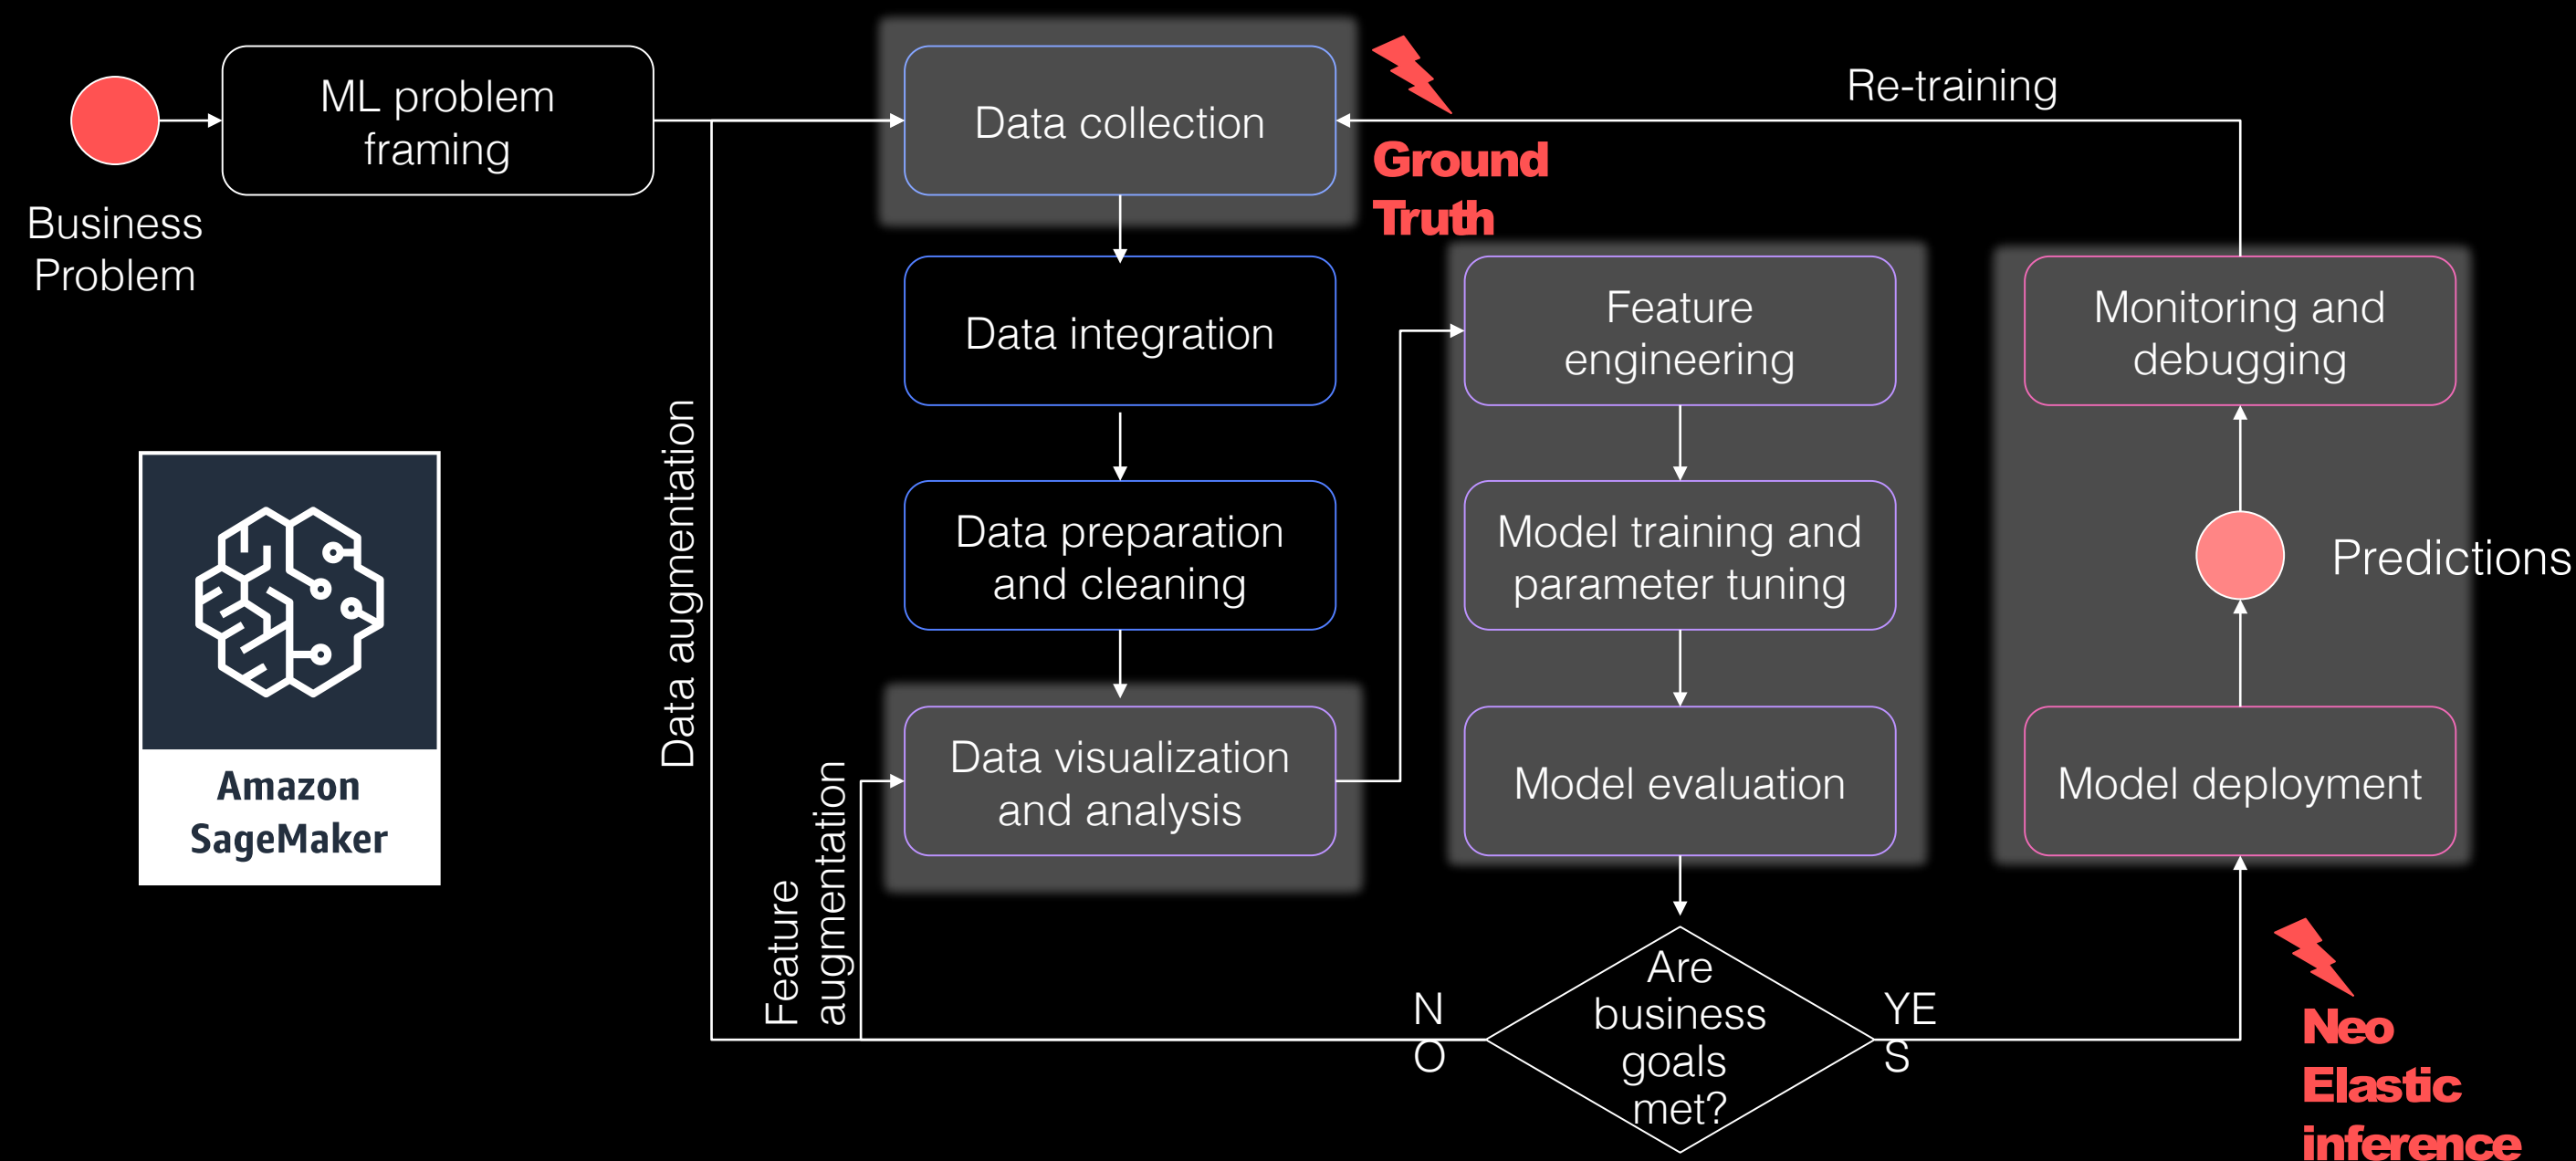 Business
Problem
ML problem
framing
Data collection
Ground
Truth
Re-training
Data integration
Data preparation
and cleaning
Data visualization
and analysis
Data augmentation
Feature
augmentation
Feature
engineering
Model training and
parameter tuning
Model evaluation
Are
business
goals
met?
N
O
YE
S
Monitoring and
debugging
Predictions
Model deployment
Neo
Elastic
inference
Amazon
SageMaker